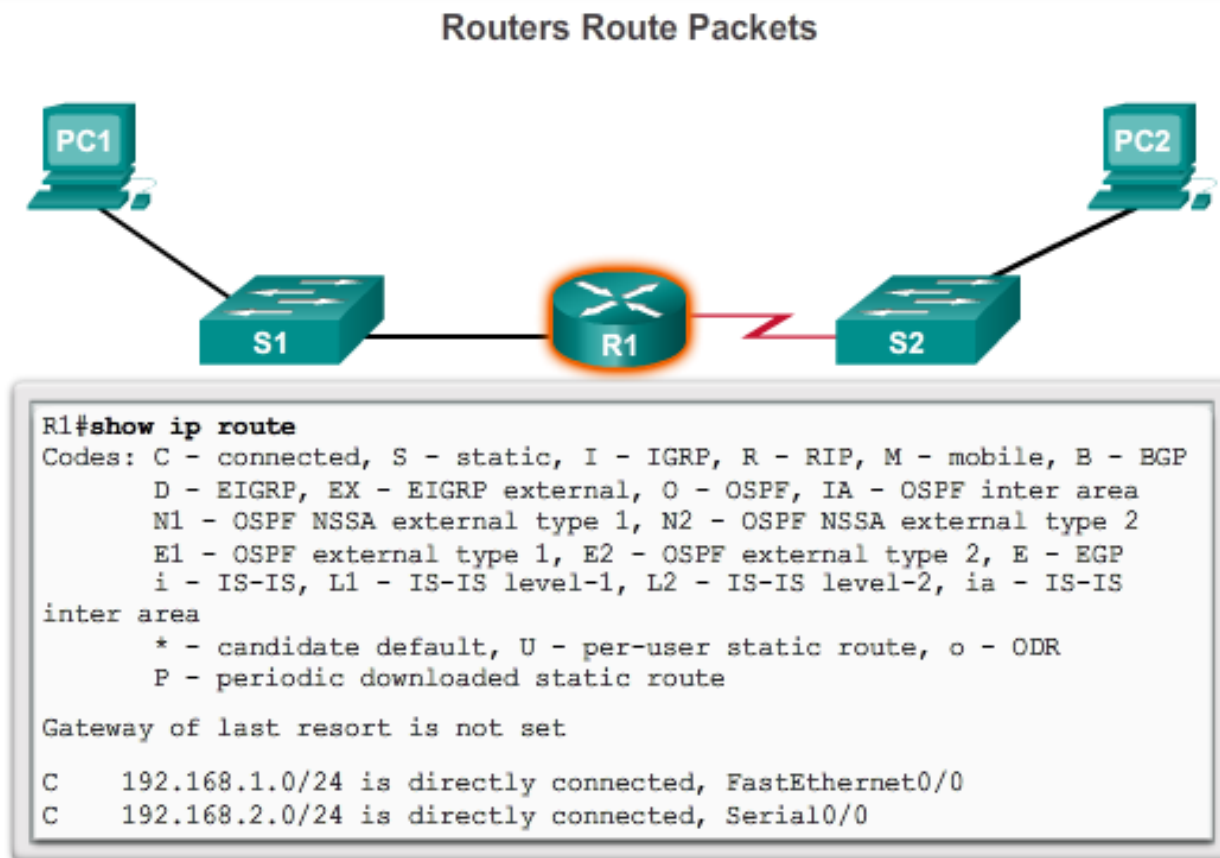 Routers Route Packets
PC1
PC2
S1
R1
S2
R1#show ip route
Codes: C - connected, S - static, I - IGRP, R - RIP, M - mobile, B - BGP
D - EIGRP, EX - EIGRP external, O - OSPF, IA - OSPF inter area
N1 - OSPF NSSA external type 1, N2 - OSPF NSSA external type 2
E1 - OSPF external type 1, E2 - OSPF external type 2, E - EGP
i - IS-IS, L1 - IS-IS level-1, L2 - IS-IS level-2, ia - IS-IS
inter area
* - candidate default, U - per-user static route, o - ODR
P - periodic downloaded static route
Gateway of last resort is not set
C 192.168.1.0/24 is directly connected, FastEthernet0/0
C 192.168.2.0/24 is directly connected, Serial0/0